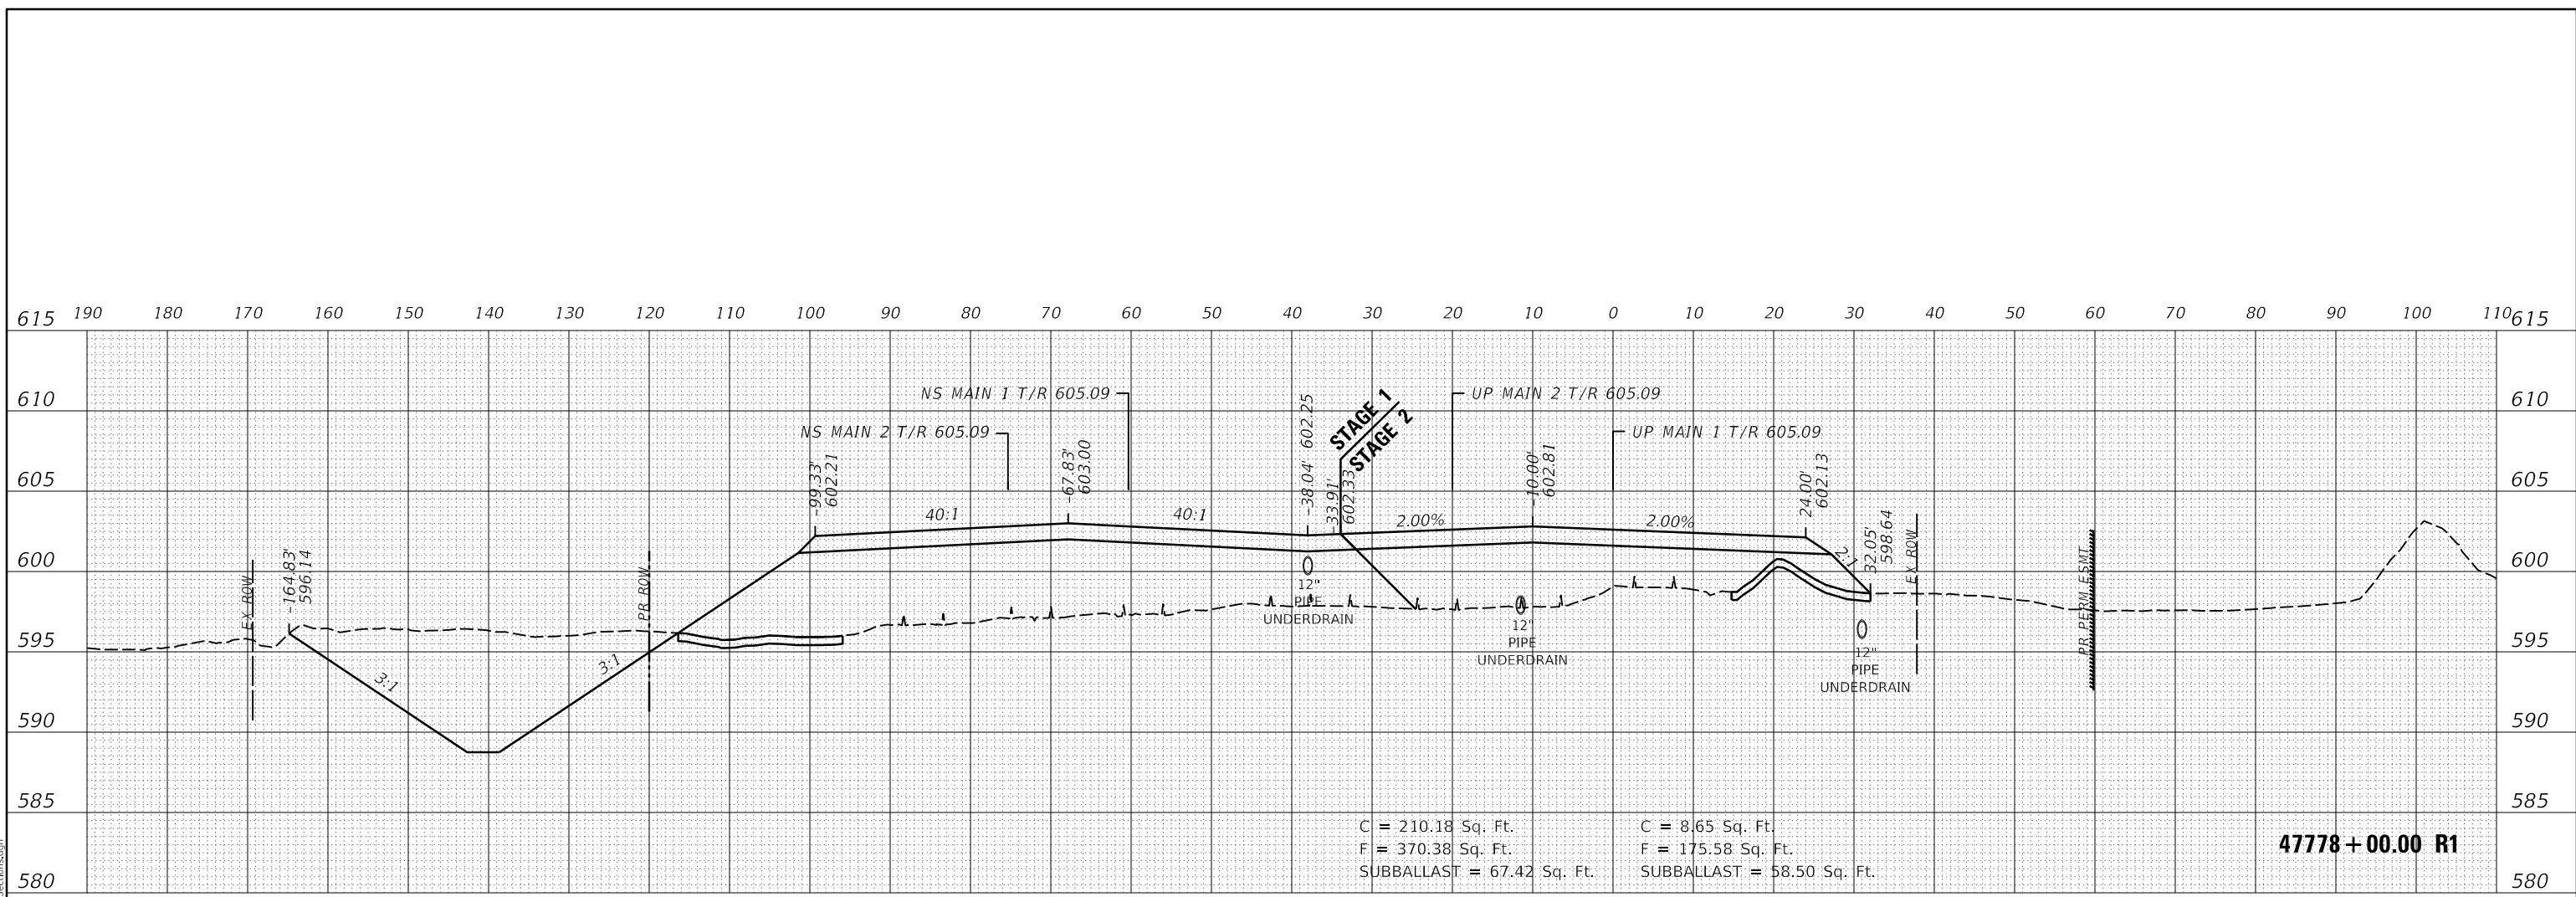 190 180 170 160 150 140 130 120 110 100 90 80 70 60 50 40 30 20 10 0 10 20 30 40 50 60 70 80 90 100 110
615 615
610 610
605 605
600 600
595 595
590 590
585 585
580 580
NS MAIN 1 T/R 605.09
NS MAIN 2 T/R 605.09
UP MAIN 2 T/R 605.09
UP MAIN 1 T/R 605.09
STAGE 1
STAGE 2
EX ROW
-164.83'
596.14
3:1
3:1
PR ROW
-99.33'
602.21
40:1
-67.83'
603.00
40:1
-38.04' 602.25
-33.91'
602.33
2.00%
-10.00'
602.81
2.00%
24.00'
602.13
2:1
32.05'
598.64
EX ROW
PR PERM ESMT
12"
PIPE
UNDERDRAIN
12"
PIPE
UNDERDRAIN
12"
PIPE
UNDERDRAIN
C = 210.18 Sq. Ft.
F = 370.38 Sq. Ft.
SUBBALLAST = 67.42 Sq. Ft.
C = 8.65 Sq. Ft.
F = 175.58 Sq. Ft.
SUBBALLAST = 58.50 Sq. Ft.
47778+00.00 R1